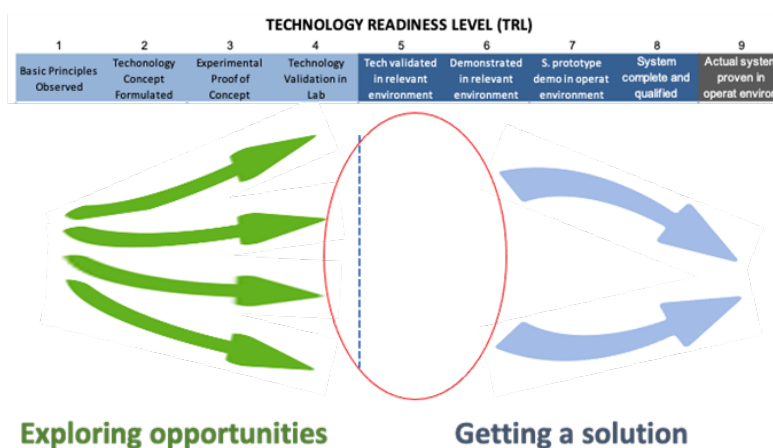 TECHNOLOGY READINESS LEVEL (TRL)
1 2 3 4 5 6 7 8 9
Basic Principles
Observed
Techonology
Concept
Formulated
Experimental
Proof of
Concept
Technology
Validation in
Lab
Tech validated
in relevant
environment
Demonstrated
in relevant
environment
S. prototype
demo in operat
environment
System
complete and
qualified
Actual system
proven in
operat environ
Exploring opportunities
Getting a solution